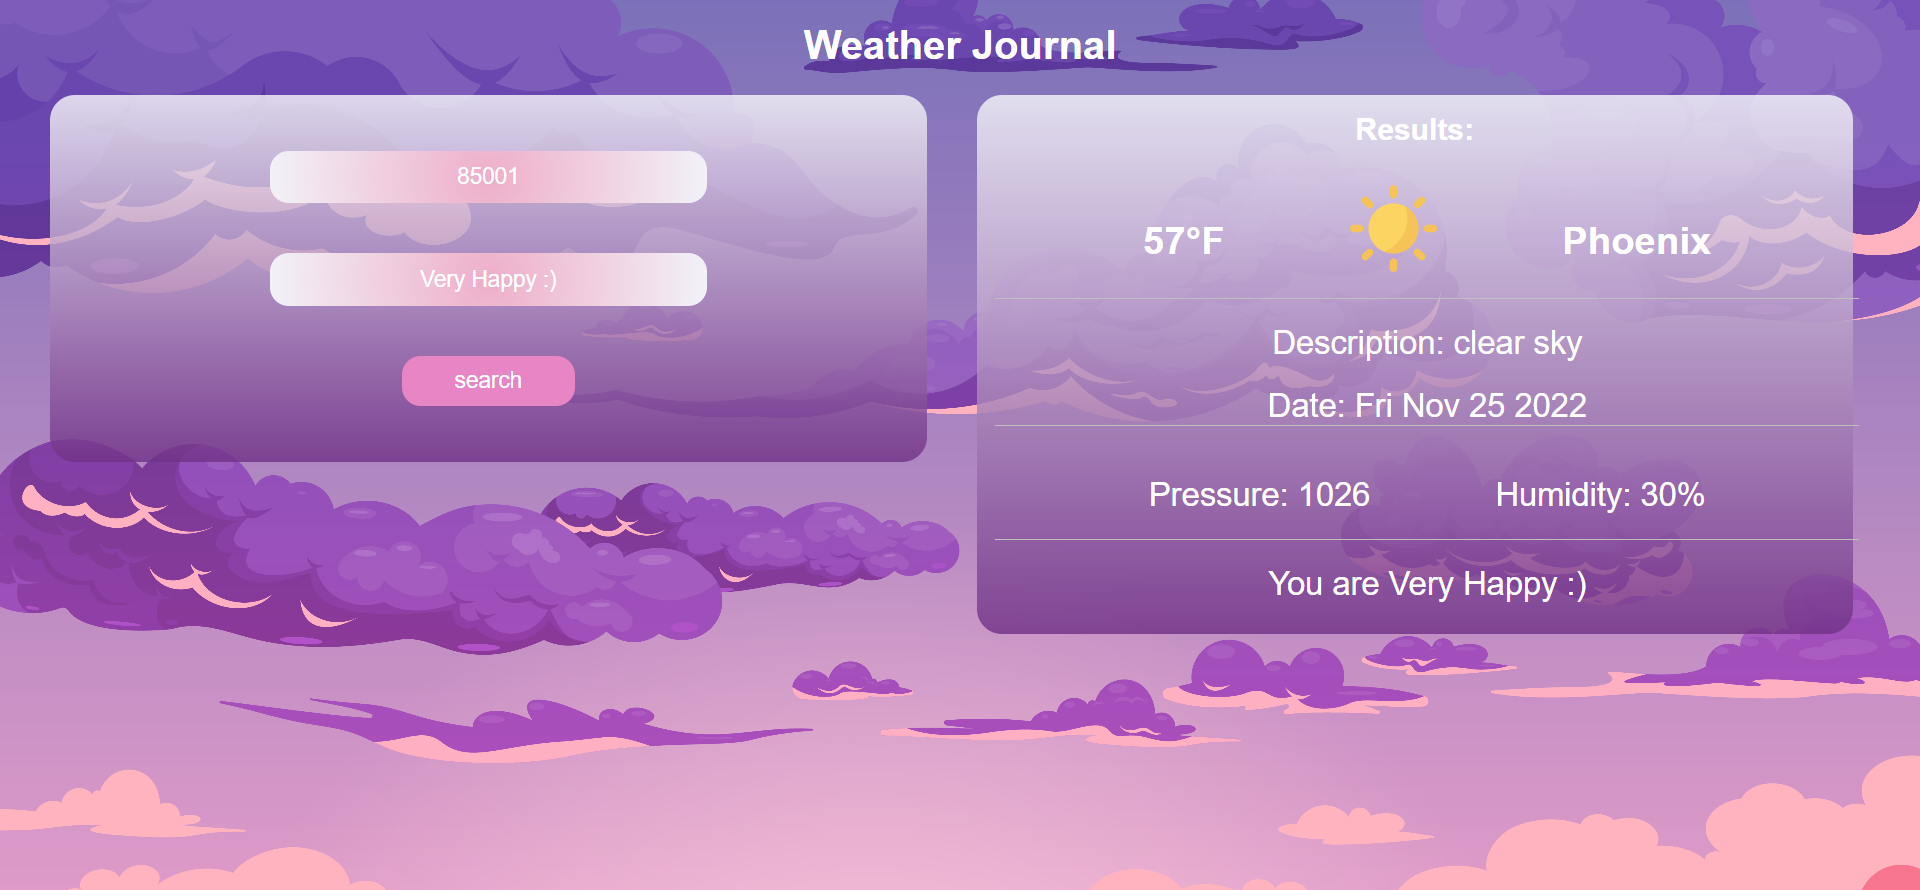 Weather Journal
85001
Very Happy :)
search
Results:
57°F
Phoenix
Description: clear sky
Date: Fri Nov 25 2022
Pressure: 1026
Humidity: 30%
You are Very Happy :)